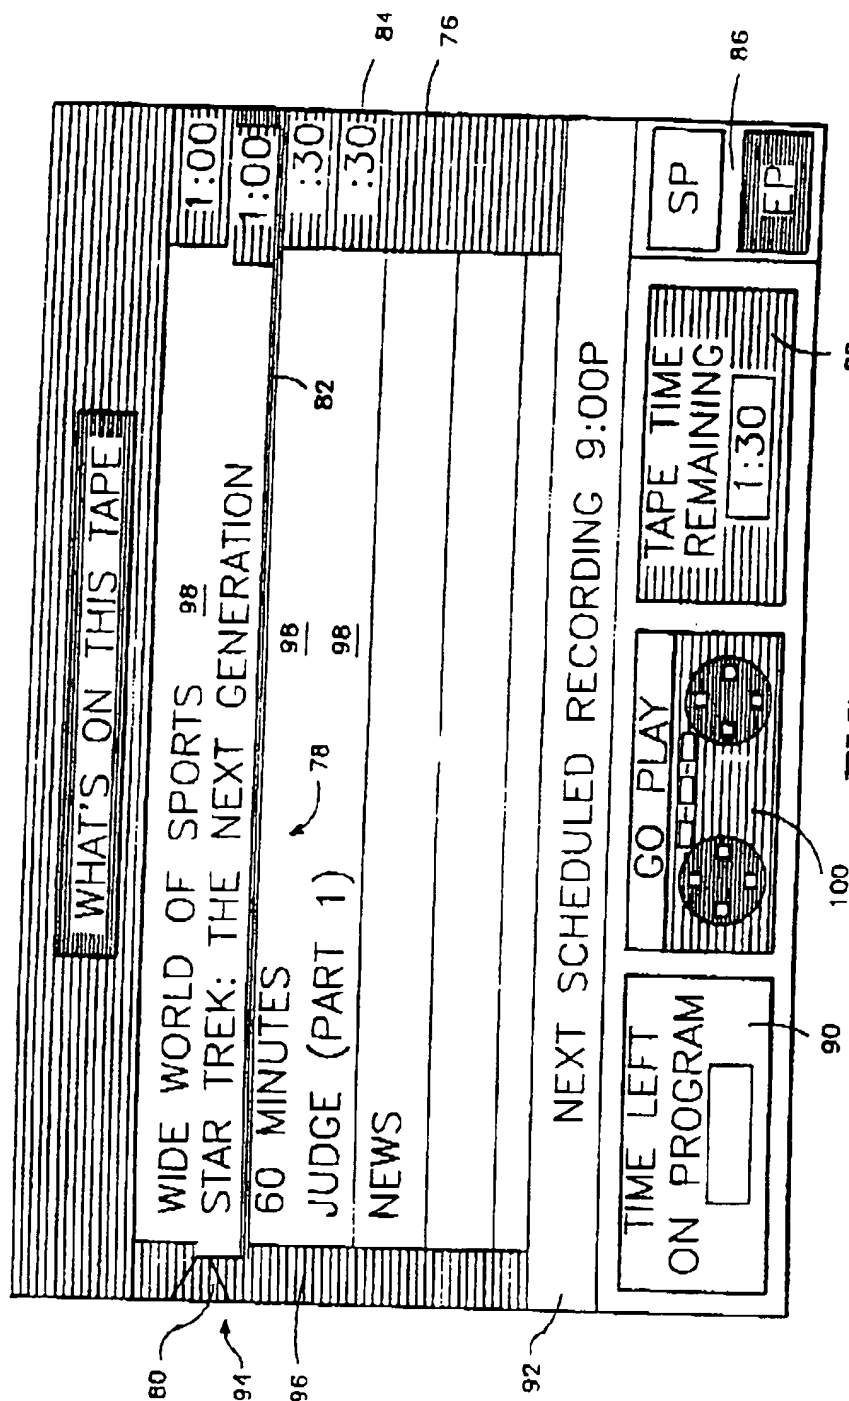 WHAT'S ON THIS TAPE
WIDE WORLD OF SPORTS 1:00
98
STAR TREK: THE NEXT GENERATION 1:00
60 MINUTES :30
98
JUDGE (PART 1) :30
98
NEWS
78
82
84
76
80
94
96
92
NEXT SCHEDULED RECORDING 9:00P
TIME LEFT
ON PROGRAM
GO PLAY
TAPE TIME
REMAINING
1:30
SP
EP
86
90
100